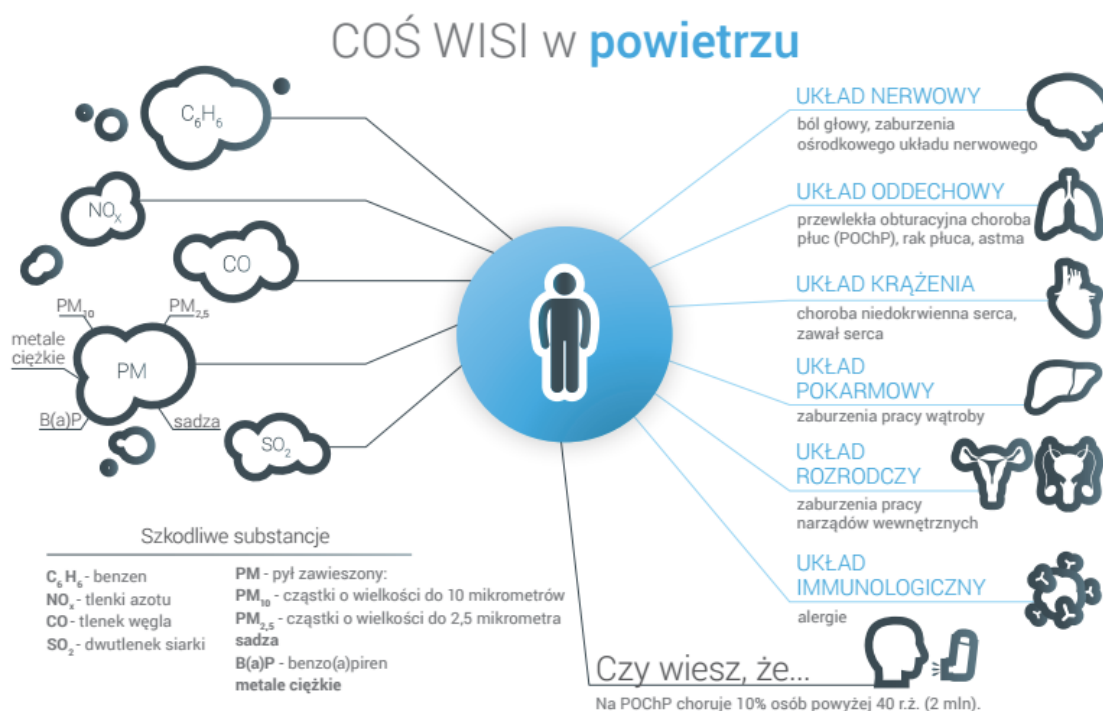 COŚ WISI w powietrzu
C₆H₆
NOₓ
CO
PM₁₀
PM₂,₅
metale
ciężkie
PM
B(a)P
sadza
SO₂
UKŁAD NERWOWY
ból głowy, zaburzenia
ośrodkowego układu nerwowego
UKŁAD ODDECHOWY
przewlekła obturacyjna choroba
płuc (POChP), rak płuca, astma
UKŁAD KRĄŻENIA
choroba niedokrwienna serca,
zawał serca
UKŁAD
POKARMOWY
zaburzenia pracy wątroby
UKŁAD
ROZRODCZY
zaburzenia pracy
narządów wewnętrznych
UKŁAD
IMMUNOLOGICZNY
alergie
Szkodliwe substancje
C₆H₆ - benzen
NOₓ - tlenki azotu
CO - tlenek węgla
SO₂ - dwutlenek siarki
PM - pył zawieszony:
PM₁₀ - cząstki o wielkości do 10 mikrometrów
PM₂,₅ - cząstki o wielkości do 2,5 mikrometra
sadza
B(a)P - benzo(a)piren
metale ciężkie
Czy wiesz, że...
Na POChP choruje 10% osób powyżej 40 r.ż. (2 mln).